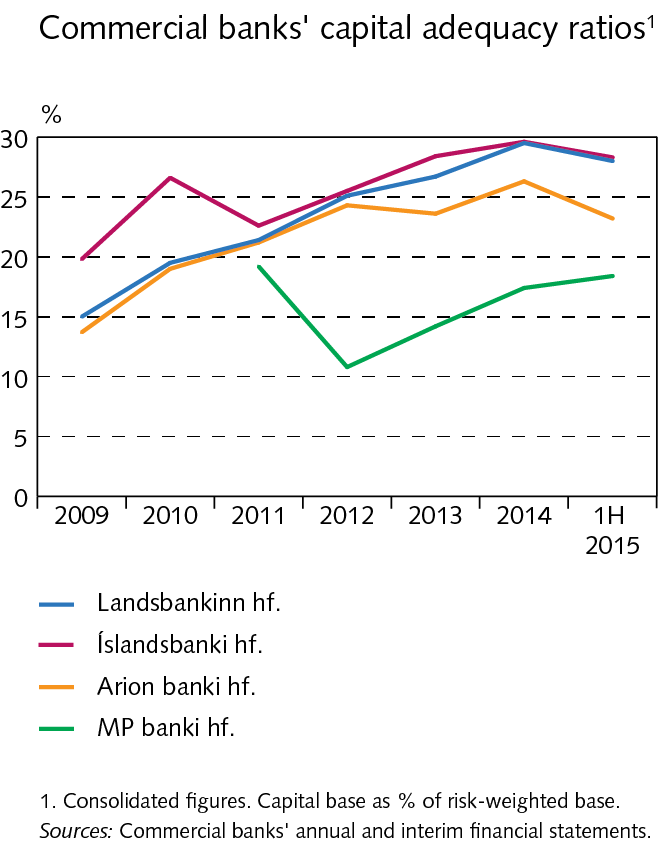 Commercial banks' capital adequacy ratios¹
%
30
25
20
15
10
5
0
2009 2010 2011 2012 2013 2014 1H
2015
Landsbankinn hf.
Íslandsbanki hf.
Arion banki hf.
MP banki hf.
1. Consolidated figures. Capital base as % of risk-weighted base.
Sources: Commercial banks' annual and interim financial statements.